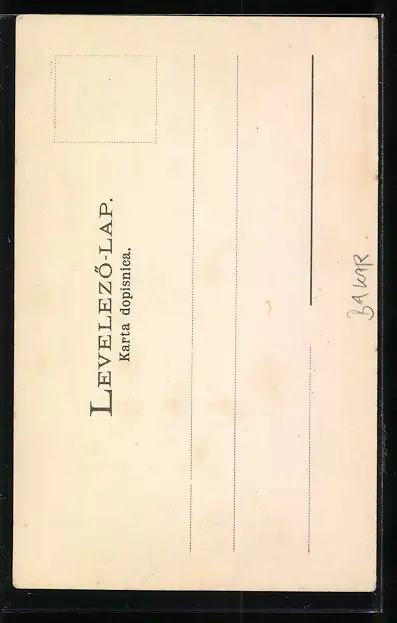 LEVELEZŐ-LAP.
Karta dopisnica.
BAKAR